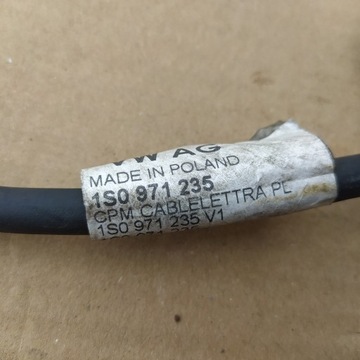 VW AG
MADE IN POLAND
1S0 971 235
CPM CABLELETTRA PL
1S0 971 235 V1